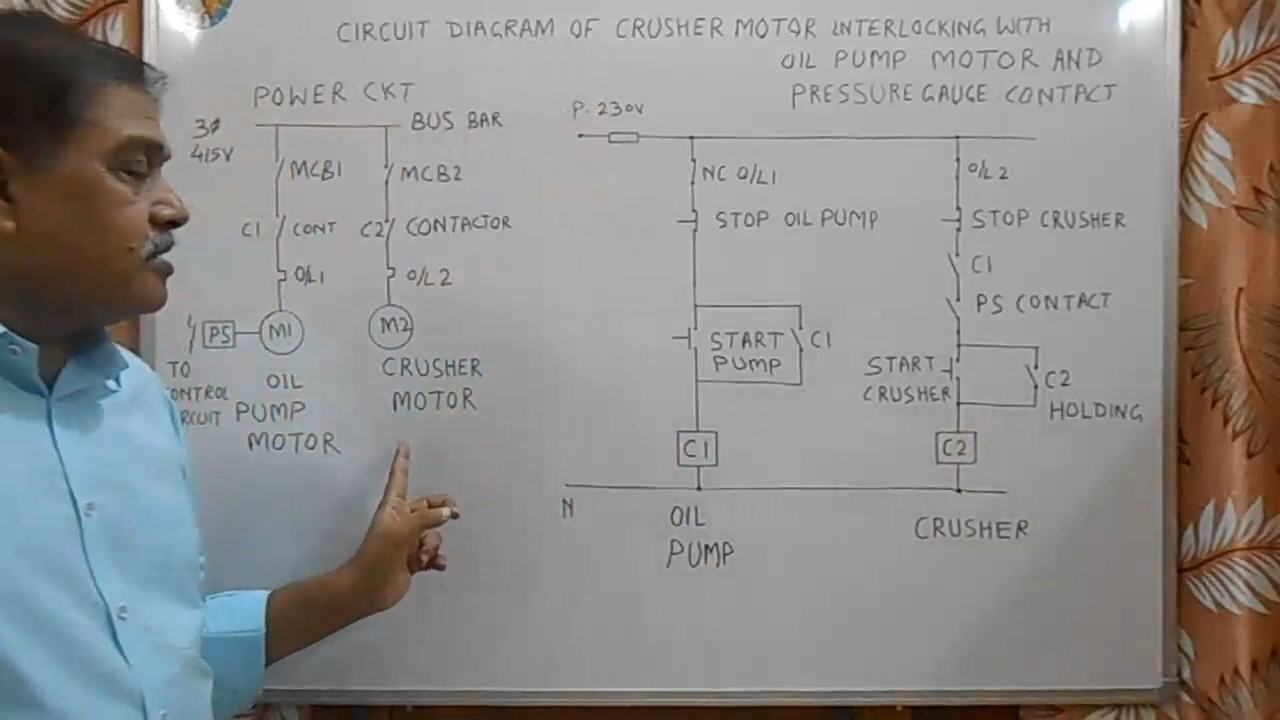 CIRCUIT DIAGRAM OF CRUSHER MOTOR INTERLOCKING WITH
OIL PUMP MOTOR AND
PRESSURE GAUGE CONTACT
POWER CKT
3Φ
415V
BUS BAR
MCB1
MCB2
C1
CONT
C2
CONTACTOR
O/L1
O/L2
PS
M1
M2
TO
ONTROL
RCUIT
OIL
PUMP
MOTOR
CRUSHER
MOTOR
P. 230V
NC O/L1
STOP OIL PUMP
START
PUMP
C1
C1
N
OIL
PUMP
O/L2
STOP CRUSHER
C1
PS CONTACT
START
CRUSHER
C2
HOLDING
C2
CRUSHER